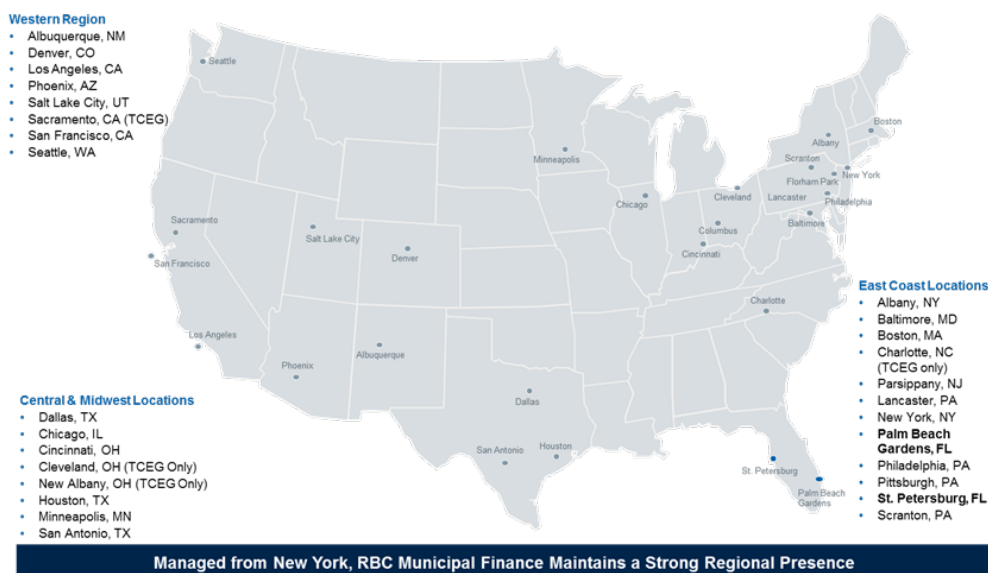 Western Region
• Albuquerque, NM
• Denver, CO
• Los Angeles, CA
• Phoenix, AZ
• Salt Lake City, UT
• Sacramento, CA (TCEG)
• San Francisco, CA
• Seattle, WA
Seattle
Minneapolis
Boston
Albany
Scranton
New York
Florham Park
Cleveland
Lancaster
Philadelphia
Chicago
Columbus
Baltimore
Cincinnati
Sacramento
Salt Lake City
San Francisco
Denver
Charlotte
Los Angeles
Albuquerque
Phoenix
Dallas
San Antonio
Houston
St. Petersburg
Palm Beach
Gardens
East Coast Locations
• Albany, NY
• Baltimore, MD
• Boston, MA
• Charlotte, NC
(TCEG only)
• Parsippany, NJ
• Lancaster, PA
• New York, NY
• Palm Beach
Gardens, FL
• Philadelphia, PA
• Pittsburgh, PA
• St. Petersburg, FL
• Scranton, PA
Central & Midwest Locations
• Dallas, TX
• Chicago, IL
• Cincinnati, OH
• Cleveland, OH (TCEG Only)
• New Albany, OH (TCEG Only)
• Houston, TX
• Minneapolis, MN
• San Antonio, TX
Managed from New York, RBC Municipal Finance Maintains a Strong Regional Presence